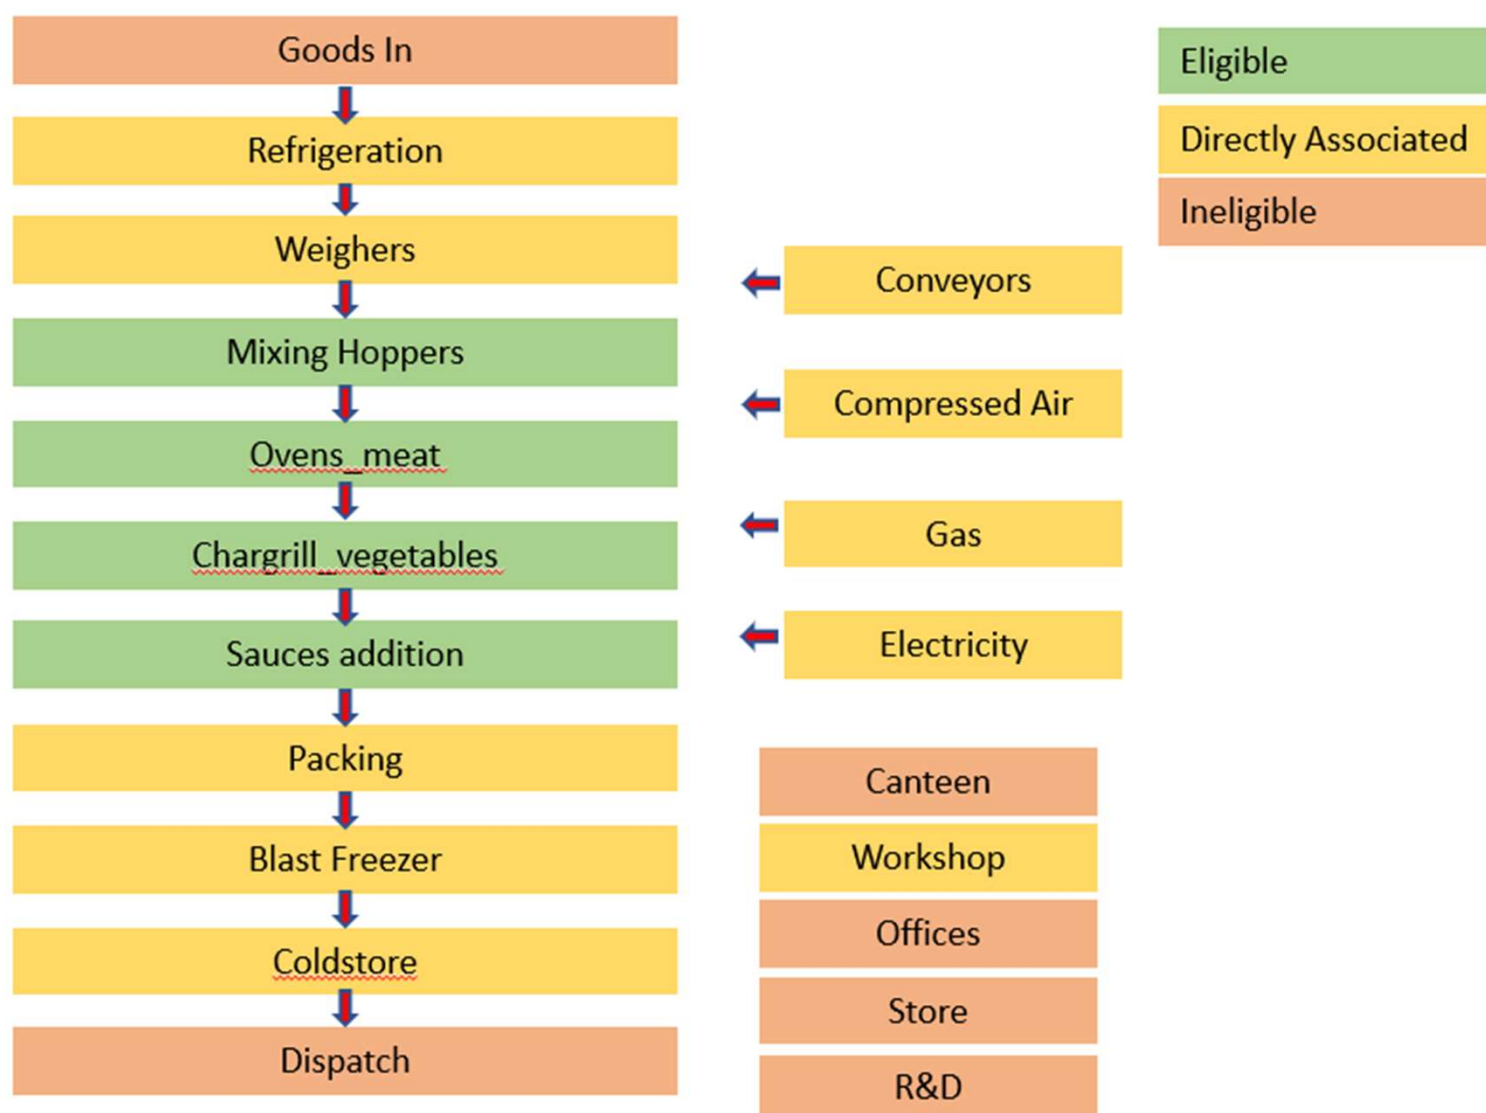 Goods In
Refrigeration
Weighers
Mixing Hoppers
Ovens_meat
Chargrill_vegetables
Sauces addition
Packing
Blast Freezer
Coldstore
Dispatch
Conveyors
Compressed Air
Gas
Electricity
Canteen
Workshop
Offices
Store
R&D
Eligible
Directly Associated
Ineligible